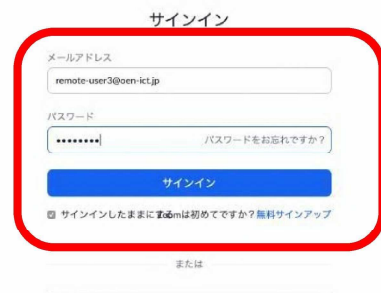 サインイン
メールアドレス
remote-user3@oen-ict.jp
パスワード
••••••••
パスワードをお忘れですか?
サインイン
サインインしたままにする Zoomは初めてですか?無料サインアップ
または